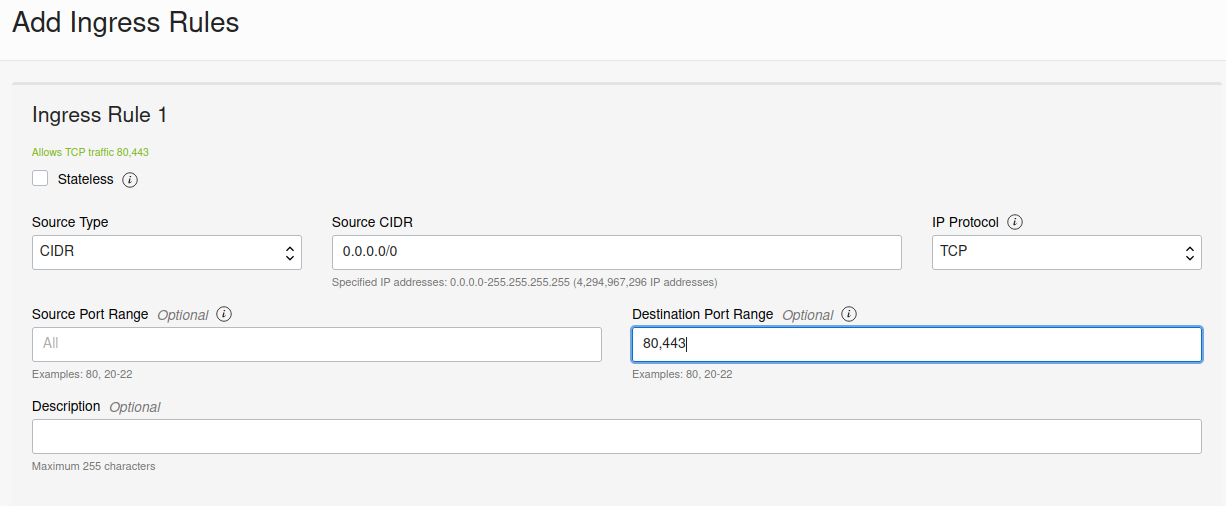 Add Ingress Rules
Ingress Rule 1
Allows TCP traffic 80,443
Stateless i
Source Type Source CIDR IP Protocol i
CIDR 0.0.0.0/0 TCP
Specified IP addresses: 0.0.0.0-255.255.255.255 (4,294,967,296 IP addresses)
Source Port Range Optional i Destination Port Range Optional i
All 80,443
Examples: 80, 20-22 Examples: 80, 20-22
Description Optional
Maximum 255 characters